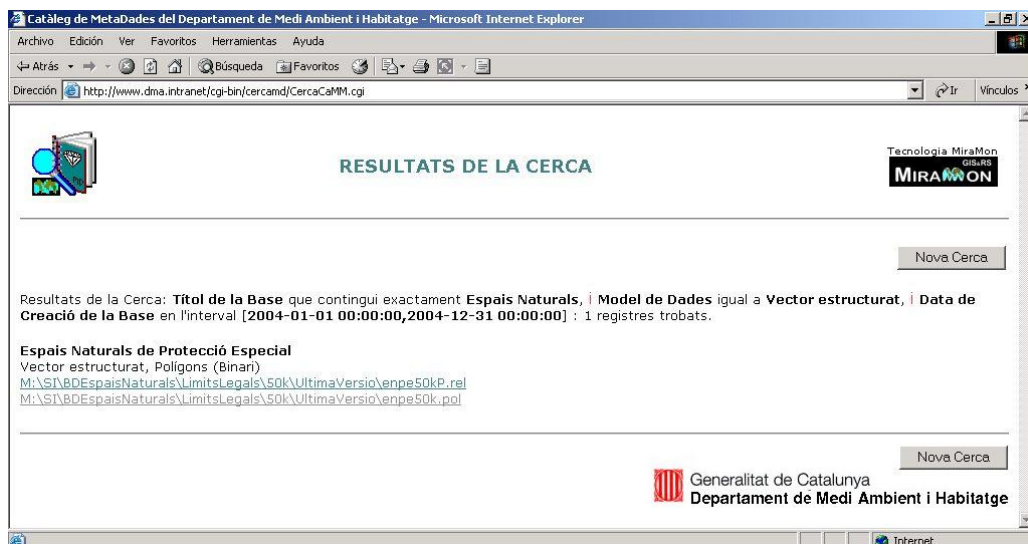 Catàleg de MetaDades del Departament de Medi Ambient i Habitatge - Microsoft Internet Explorer
Archivo Edición Ver Favoritos Herramientas Ayuda
Atrás Búsqueda Favoritos
Dirección http://www.dma.intranet/cgi-bin/cercamd/CercaCaMM.cgi Ir Vínculos
RESULTATS DE LA CERCA
Tecnologia MiraMon
GIS&RS
MIRAMON
Nova Cerca
Resultats de la Cerca: Títol de la Base que contingui exactament Espais Naturals, i Model de Dades igual a Vector estructurat, i Data de
Creació de la Base en l'interval [2004-01-01 00:00:00,2004-12-31 00:00:00] : 1 registres trobats.
Espais Naturals de Protecció Especial
Vector estructurat, Polígons (Binari)
M:\SI\BDEspaisNaturals\LimitsLegals\50k\UltimaVersio\enpe50kP.rel
M:\SI\BDEspaisNaturals\LimitsLegals\50k\UltimaVersio\enpe50k.pol
Nova Cerca
Generalitat de Catalunya
Departament de Medi Ambient i Habitatge
Internet